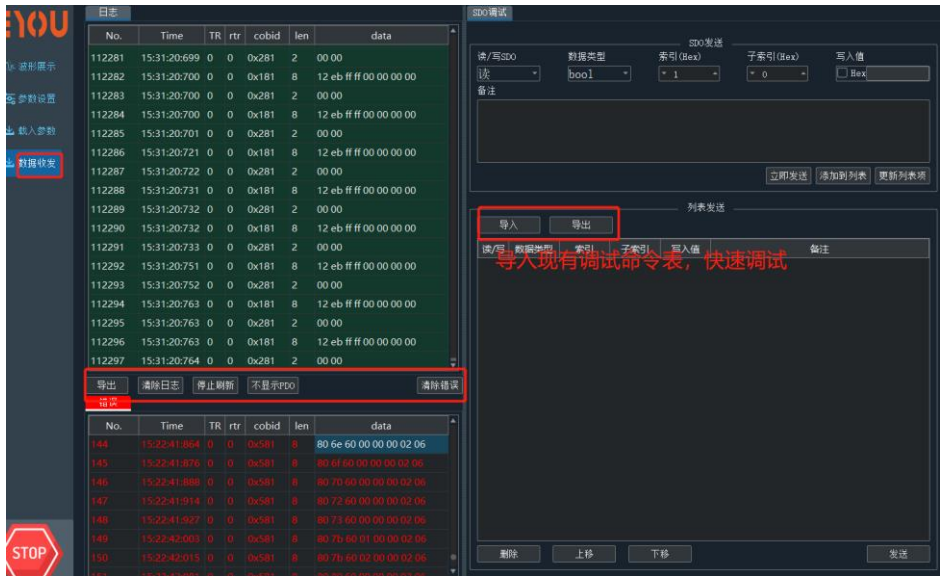 日志
No. Time TR rtr cobid len data
112281 15:31:20:699 0 0 0x281 2 00 00
112282 15:31:20:700 0 0 0x181 8 12 eb ff ff 00 00 00 00
112283 15:31:20:700 0 0 0x281 2 00 00
112284 15:31:20:700 0 0 0x181 8 12 eb ff ff 00 00 00 00
112285 15:31:20:701 0 0 0x281 2 00 00
112286 15:31:20:721 0 0 0x181 8 12 eb ff ff 00 00 00 00
112287 15:31:20:722 0 0 0x281 2 00 00
112288 15:31:20:731 0 0 0x181 8 12 eb ff ff 00 00 00 00
112289 15:31:20:732 0 0 0x281 2 00 00
112290 15:31:20:732 0 0 0x181 8 12 eb ff ff 00 00 00 00
112291 15:31:20:733 0 0 0x281 2 00 00
112292 15:31:20:751 0 0 0x181 8 12 eb ff ff 00 00 00 00
112293 15:31:20:752 0 0 0x281 2 00 00
112294 15:31:20:763 0 0 0x181 8 12 eb ff ff 00 00 00 00
112295 15:31:20:763 0 0 0x281 2 00 00
112296 15:31:20:763 0 0 0x181 8 12 eb ff ff 00 00 00 00
112297 15:31:20:764 0 0 0x281 2 00 00
导出 清除日志 停止刷新 不显示PDO 清除错误
错误
No. Time TR rtr cobid len data
144 15:22:41:864 0 0 0x581 8 80 6e 60 00 00 00 02 06
145 15:22:41:876 0 0 0x581 8 80 6f 60 00 00 00 02 06
146 15:22:41:888 0 0 0x581 8 80 70 60 00 00 00 02 06
147 15:22:41:914 0 0 0x581 8 80 72 60 00 00 00 02 06
148 15:22:41:927 0 0 0x581 8 80 73 60 00 00 00 02 06
149 15:22:42:003 0 0 0x581 8 80 7b 60 01 00 00 02 06
150 15:22:42:015 0 0 0x581 8 80 7b 60 02 00 00 02 06
波形展示
参数设置
载入参数
数据收发
STOP
SDO调试
SDO发送
读/写SDO 数据类型 索引(Hex) 子索引(Hex) 写入值
读 bool 1 0 Hex
备注
立即发送 添加到列表 更新列表项
列表发送
导入 导出
读/写 数据类型 索引 子索引 写入值 备注
导入现有调试命令表，快速调试
删除 上移 下移 发送